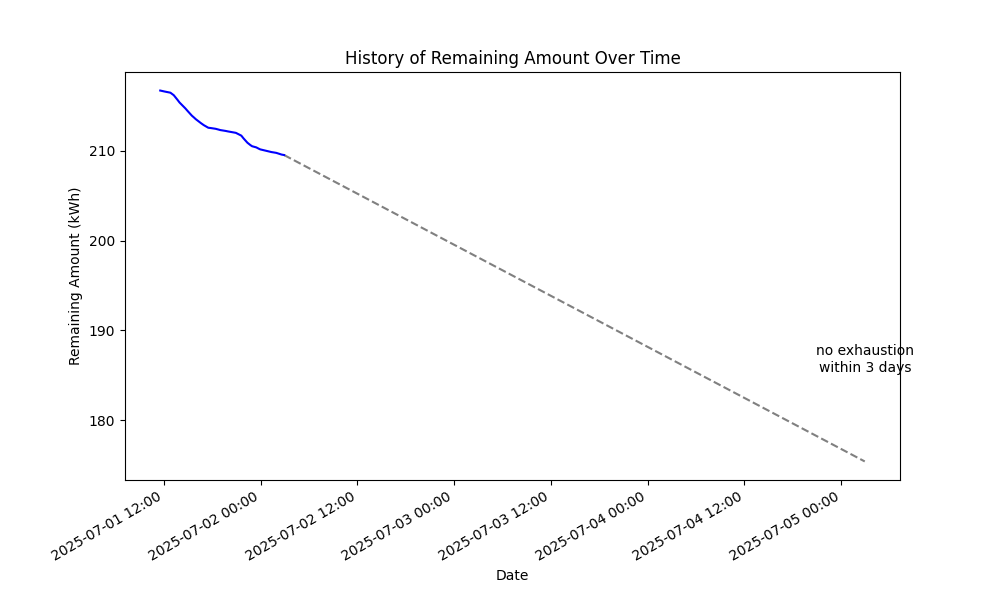 History of Remaining Amount Over Time
Remaining Amount (kWh)
210
200
190
180
no exhaustion
within 3 days
2025-07-01 12:00
2025-07-02 00:00
2025-07-02 12:00
2025-07-03 00:00
2025-07-03 12:00
2025-07-04 00:00
2025-07-04 12:00
2025-07-05 00:00
Date